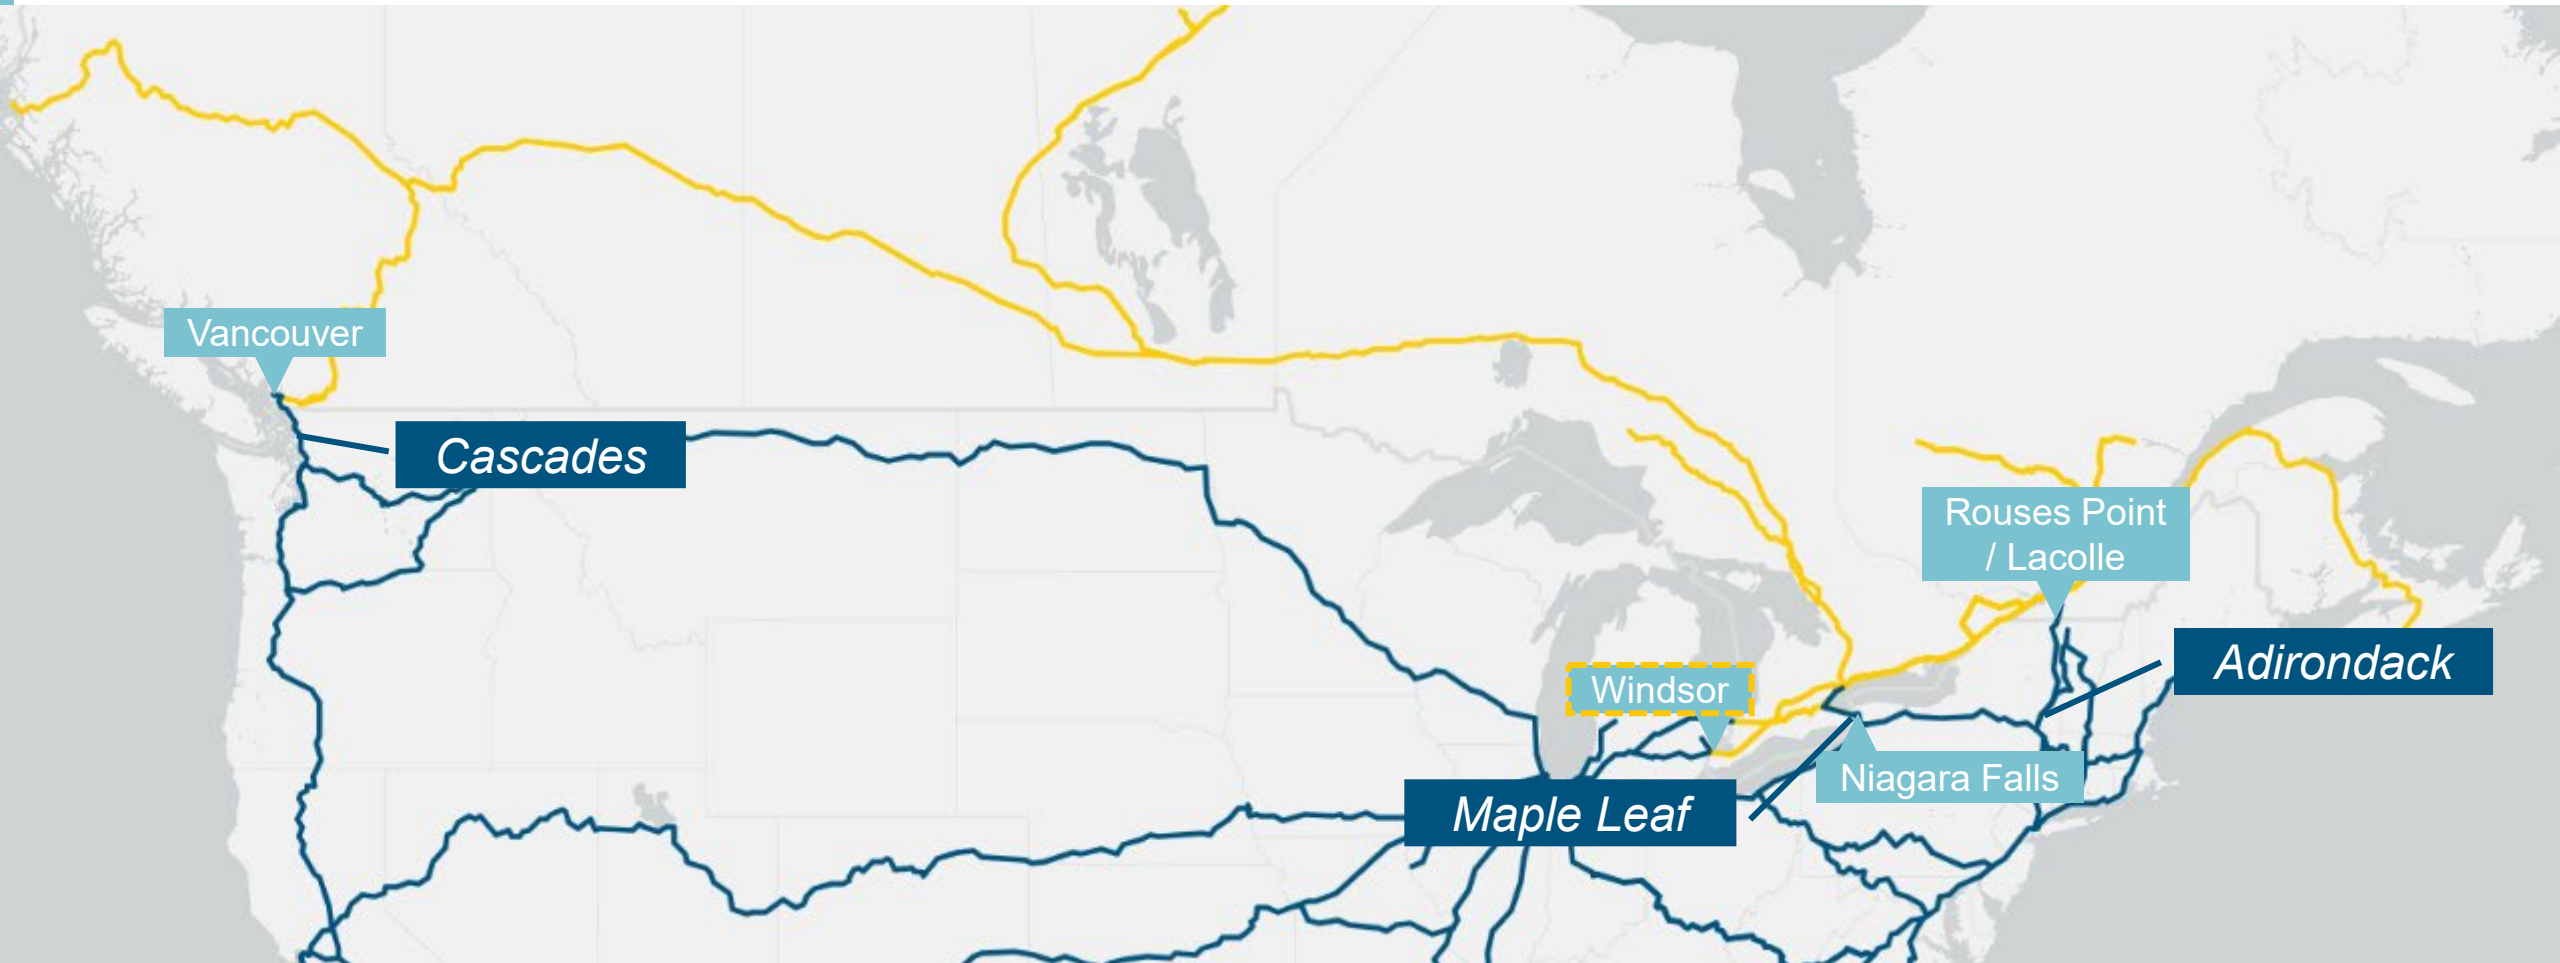 Vancouver
Cascades
Rouses Point
/ Lacolle
Adirondack
Windsor
Niagara Falls
Maple Leaf